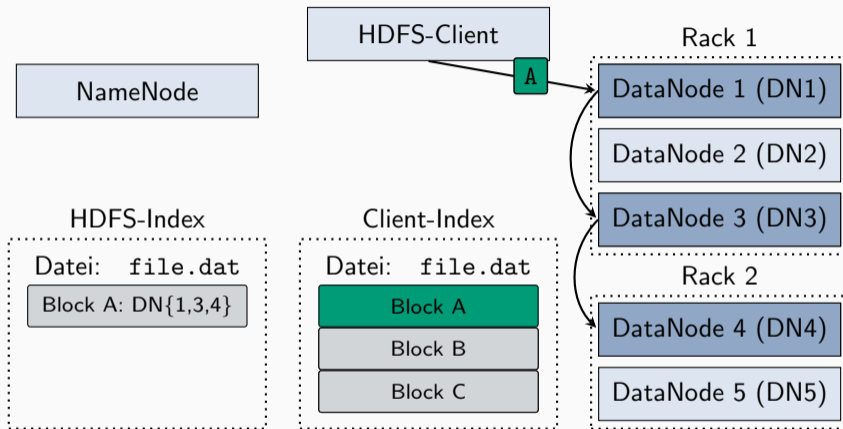 HDFS-Client
A
NameNode
Rack 1
DataNode 1 (DN1)
DataNode 2 (DN2)
DataNode 3 (DN3)
HDFS-Index
Datei: file.dat
Block A: DN{1,3,4}
Client-Index
Datei: file.dat
Block A
Block B
Block C
Rack 2
DataNode 4 (DN4)
DataNode 5 (DN5)